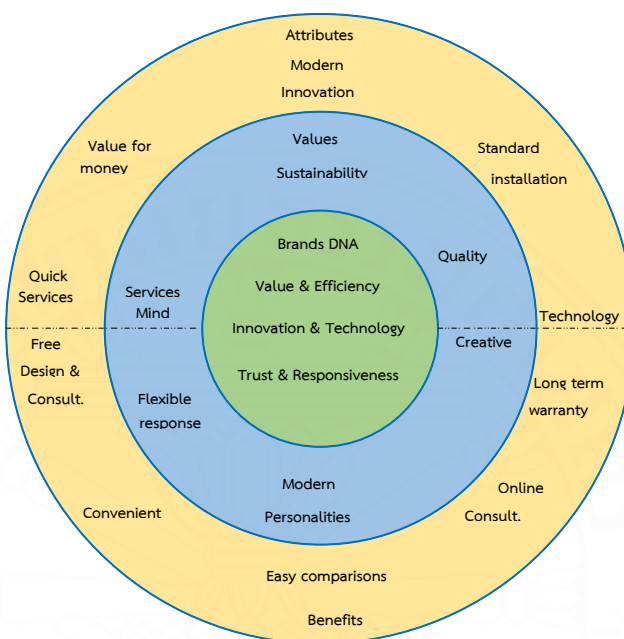 Attributes
Modern
Innovation
Value for
money
Standard
installation
Values
Sustainability
Brands DNA
Quality
Value & Efficiency
Quick
Services
Services
Mind
Technology
Innovation & Technology
Free
Design &
Consult.
Creative
Trust & Responsiveness
Long term
warranty
Flexible
response
Modern
Personalities
Convenient
Online
Consult.
Easy comparisons
Benefits